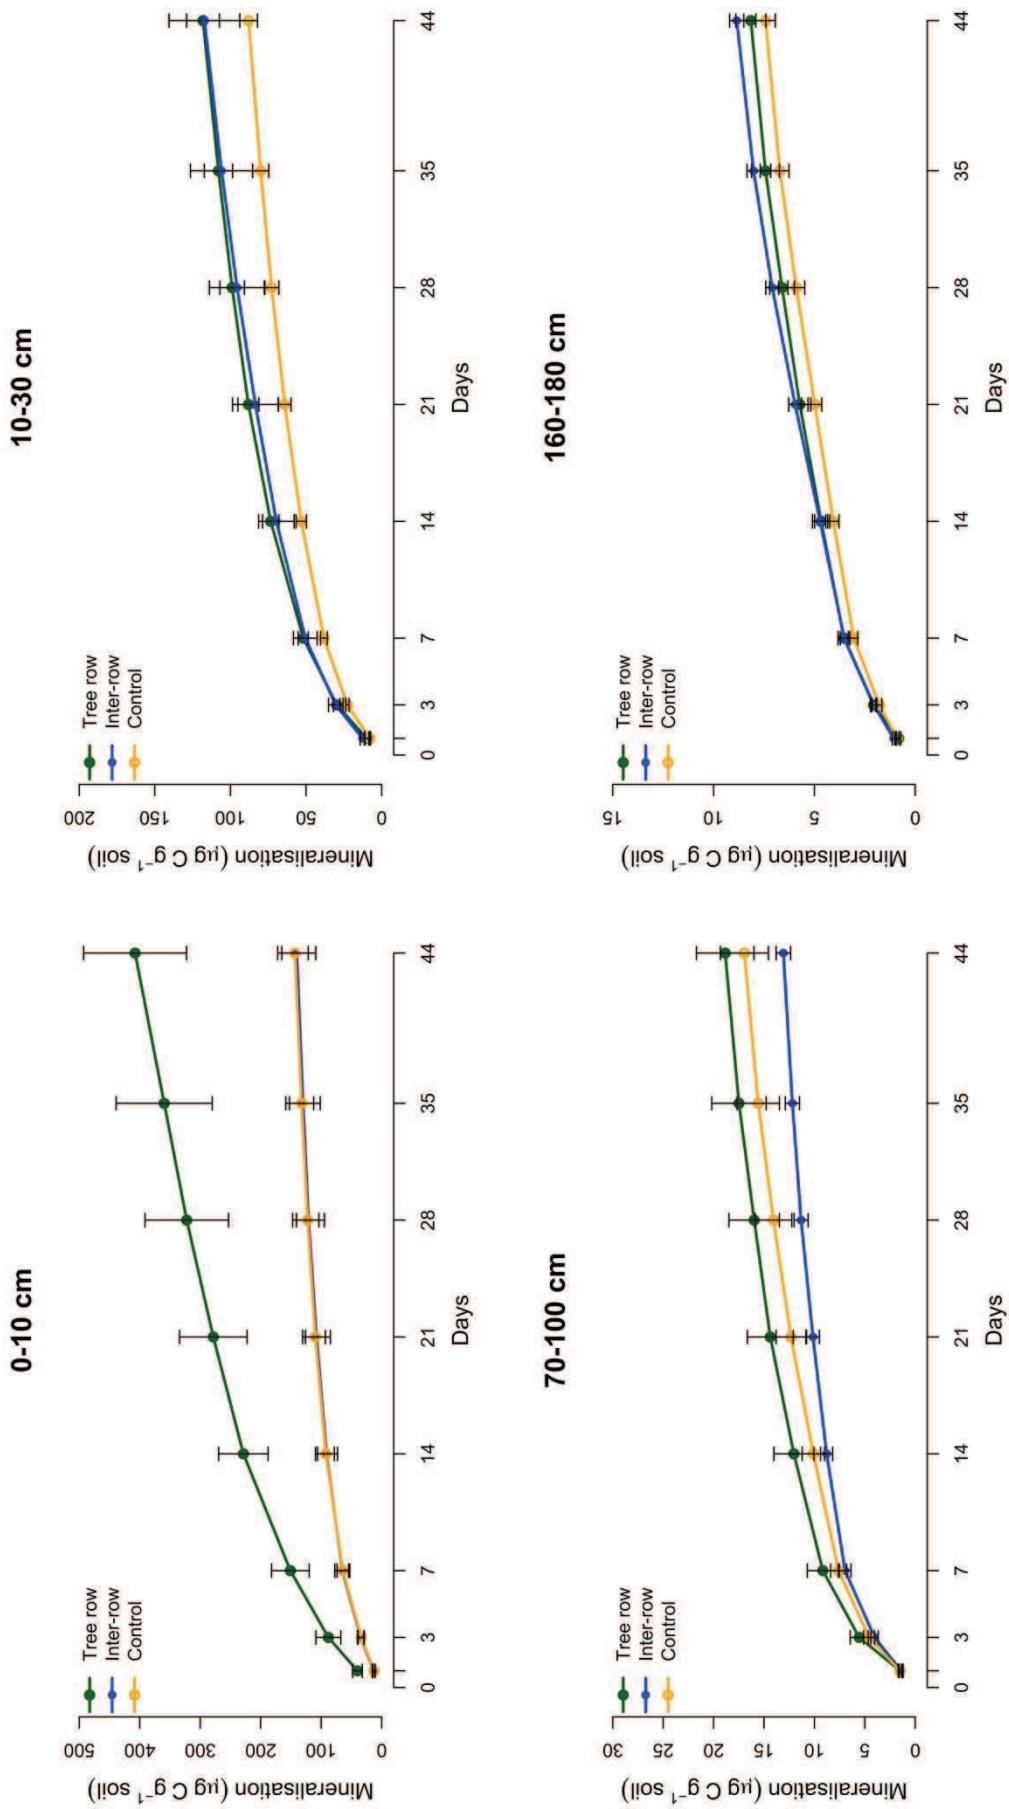 0-10 cm
Tree row
Inter-row
Control
Mineralisation (µg C g⁻¹ soil)
0 100 200 300 400 500
0 3 7 14 21 28 35 44
Days
10-30 cm
Tree row
Inter-row
Control
Mineralisation (µg C g⁻¹ soil)
0 50 100 150 200
0 3 7 14 21 28 35 44
Days
70-100 cm
Tree row
Inter-row
Control
Mineralisation (µg C g⁻¹ soil)
0 5 10 15 20 25 30
0 3 7 14 21 28 35 44
Days
160-180 cm
Tree row
Inter-row
Control
Mineralisation (µg C g⁻¹ soil)
0 5 10 15
0 3 7 14 21 28 35 44
Days